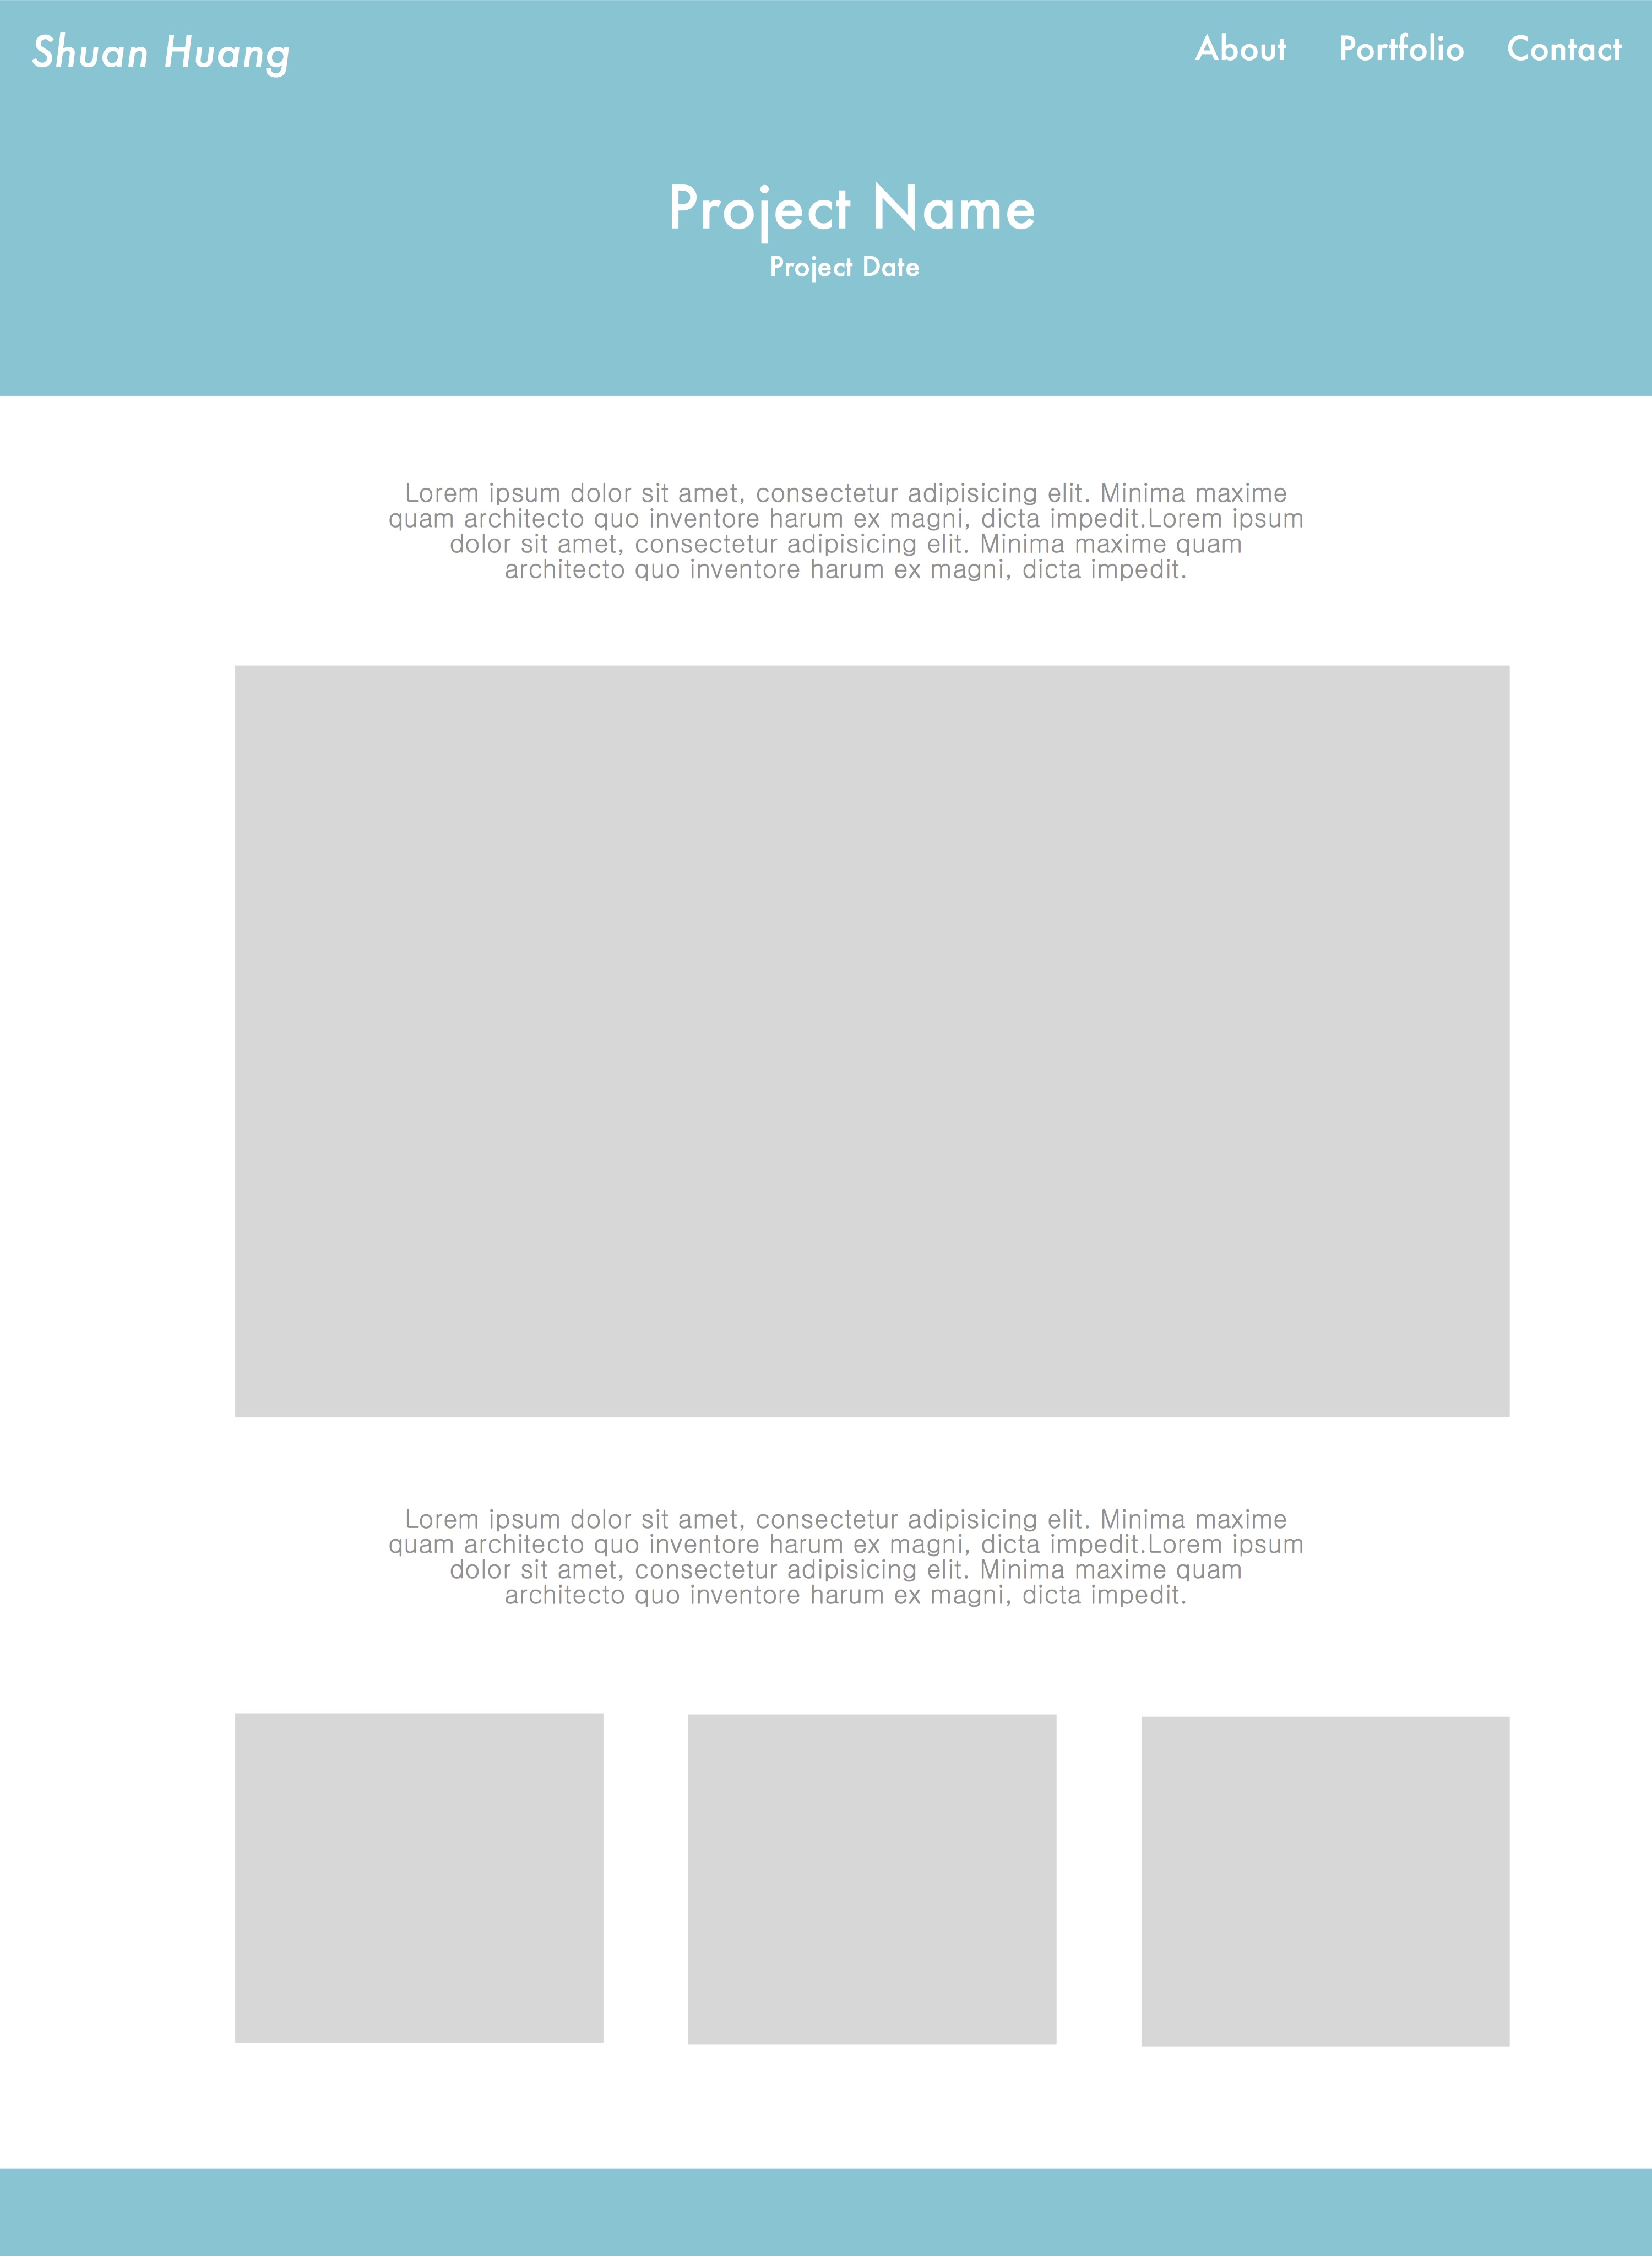 Shuan Huang
About Portfolio Contact
Project Name
Project Date
Lorem ipsum dolor sit amet, consectetur adipisicing elit. Minima maxime
quam architecto quo inventore harum ex magni, dicta impedit.Lorem ipsum
dolor sit amet, consectetur adipisicing elit. Minima maxime quam
architecto quo inventore harum ex magni, dicta impedit.
Lorem ipsum dolor sit amet, consectetur adipisicing elit. Minima maxime
quam architecto quo inventore harum ex magni, dicta impedit.Lorem ipsum
dolor sit amet, consectetur adipisicing elit. Minima maxime quam
architecto quo inventore harum ex magni, dicta impedit.